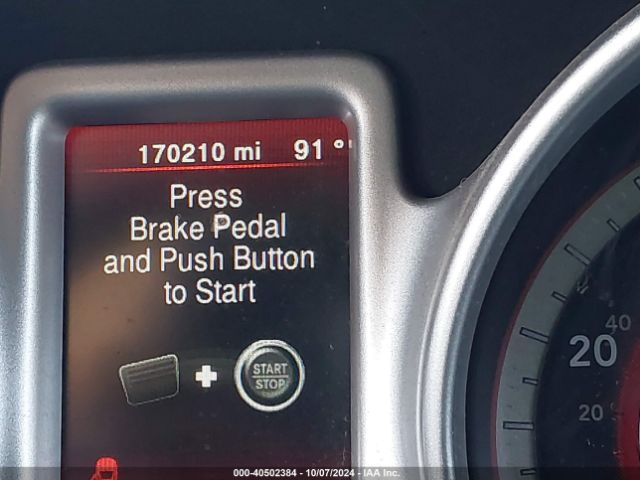 170210 mi 91 °
Press
Brake Pedal
and Push Button
to Start
START
STOP
40
20
20
000-40502384 - 10/07/2024 - IAA Inc.